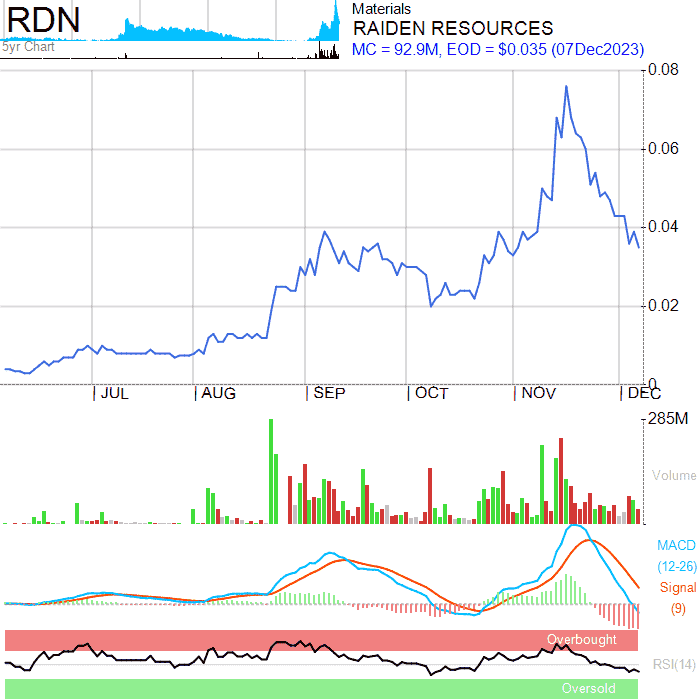 RDN
5yr Chart
Materials
RAIDEN RESOURCES
MC = 92.9M, EOD = $0.035 (07Dec2023)
0.08
0.06
0.04
0.02
0
JUL AUG SEP OCT NOV DEC
285M
Volume
MACD
(12-26)
Signal
(9)
Overbought
RSI(14)
Oversold